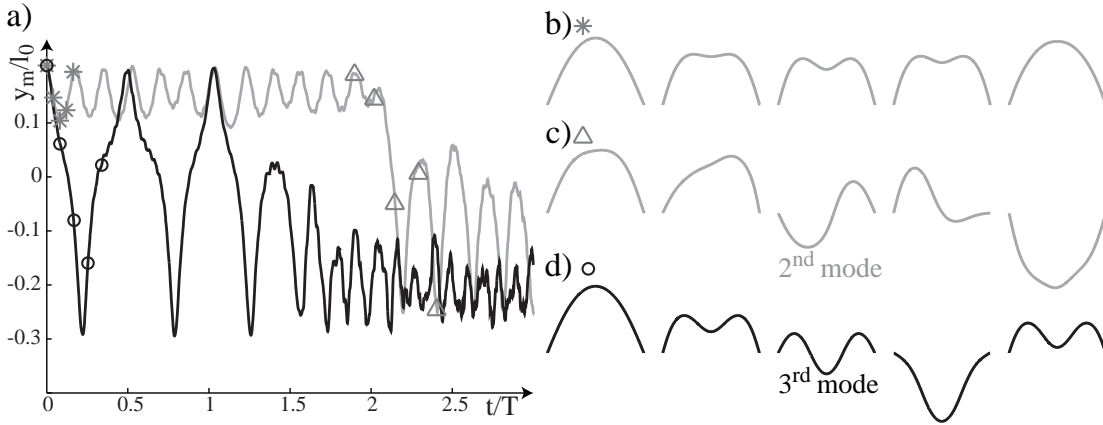 a)
y_m/l_0
0.1
0
-0.1
-0.2
-0.3
0 0.5 1 1.5 2 2.5
t/T
b)
c)
2nd mode
d)
3rd mode